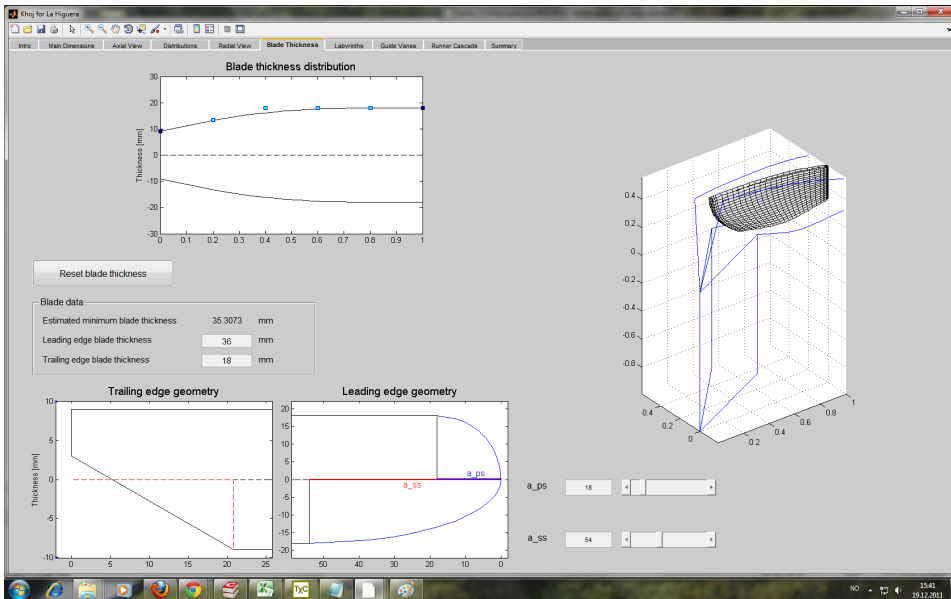 Khoj for La Higuera
Intro Main Dimensions Axial View Distributions Radial View Blade Thickness Labyrinths Guide Vanes Runner Cascade Summary
Blade thickness distribution
30
20
10
0
-10
-20
-30
Thickness [mm]
0 0.1 0.2 0.3 0.4 0.5 0.6 0.7 0.8 0.9 1
Reset blade thickness
Blade data
Estimated minimum blade thickness 35.3073 mm
Leading edge blade thickness 36 mm
Trailing edge blade thickness 18 mm
Trailing edge geometry
10
5
0
-5
-10
Thickness [mm]
0 5 10 15 20 25
Leading edge geometry
20
15
10
5
0
-5
-10
-15
-20
a_ps
a_ss
50 40 30 20 10 0
0.4
0.2
0
-0.2
-0.4
-0.6
-0.8
0.4
0.2
0
0.2
0.4
0.6
0.8
1
a_ps 18
a_ss 54
TXC
NO 15:41
19.12.2011